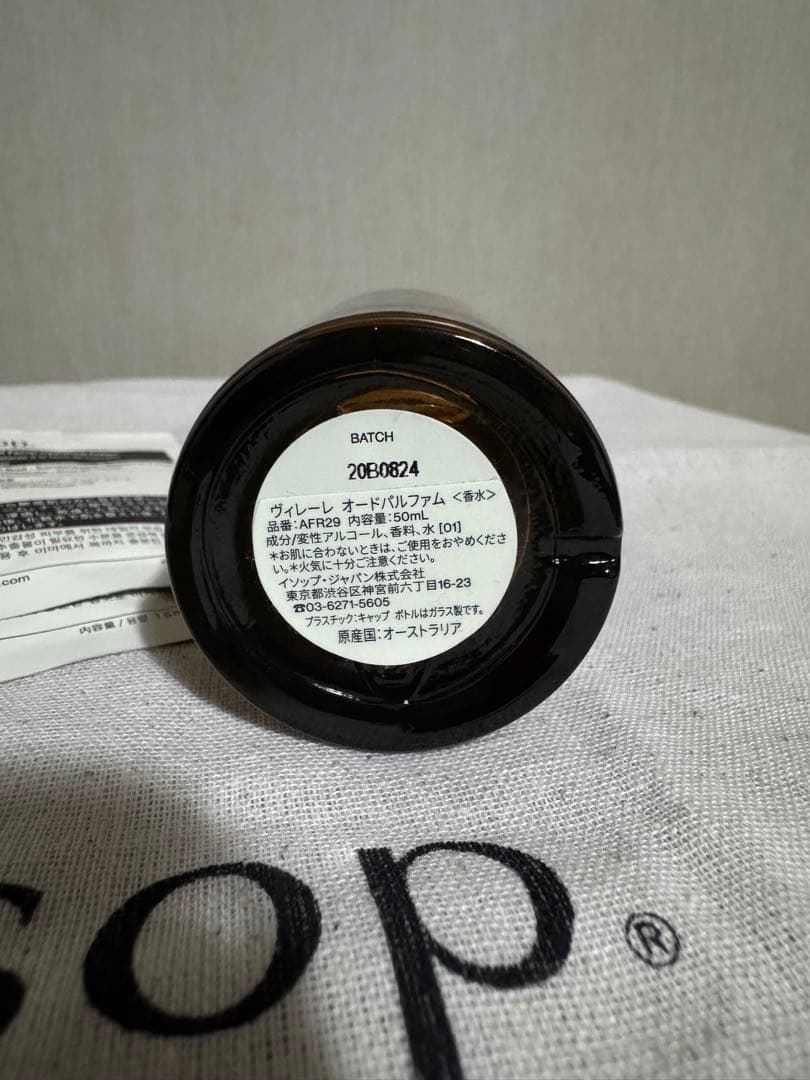 BATCH
20B0824
ヴィレーレ オードパルファム <香水>
品番:AFR29 内容量:50mL
成分/変性アルコール、香料、水 [01]
*お肌に合わないときは、ご使用をおやめくださ
い。*火気に十分ご注意ください。
イソップ・ジャパン株式会社
東京都渋谷区神宮前六丁目16-23
☎03-6271-5605
プラスチック:キャップ ボトルはガラス製です。
原産国:オーストラリア
.com
内容量 / 용량
sop®